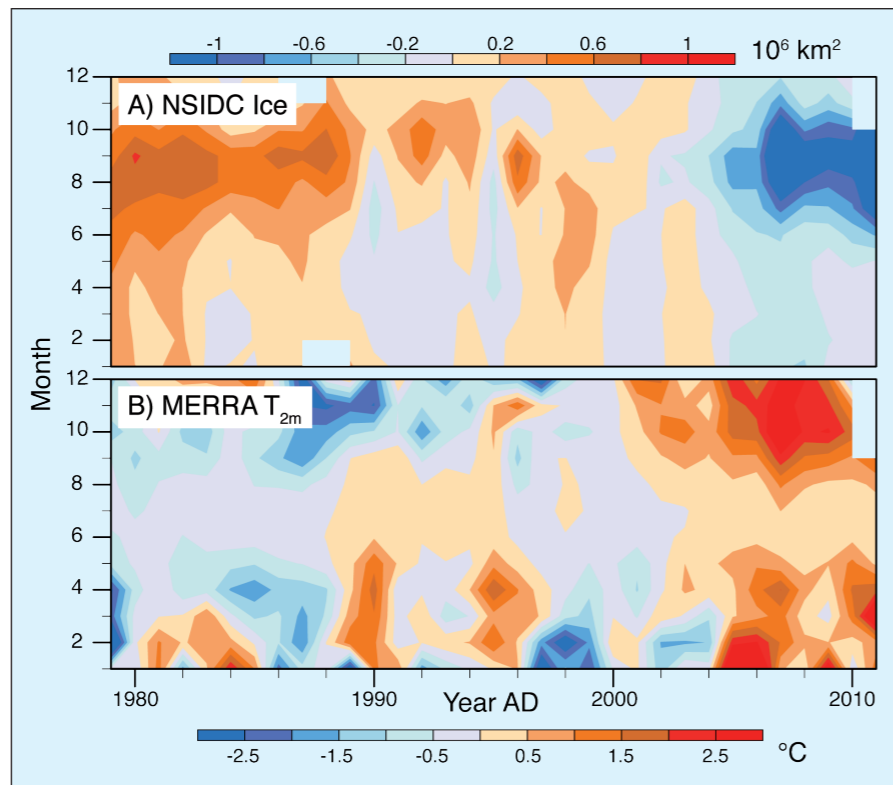 -1 -0.6 -0.2 0.2 0.6 1 10⁶ km²
12
A) NSIDC Ice
10
8
6
4
2
Month
12
B) MERRA T₂ₘ
10
8
6
4
2
1980 1990 Year AD 2000 2010
-2.5 -1.5 -0.5 0.5 1.5 2.5 °C